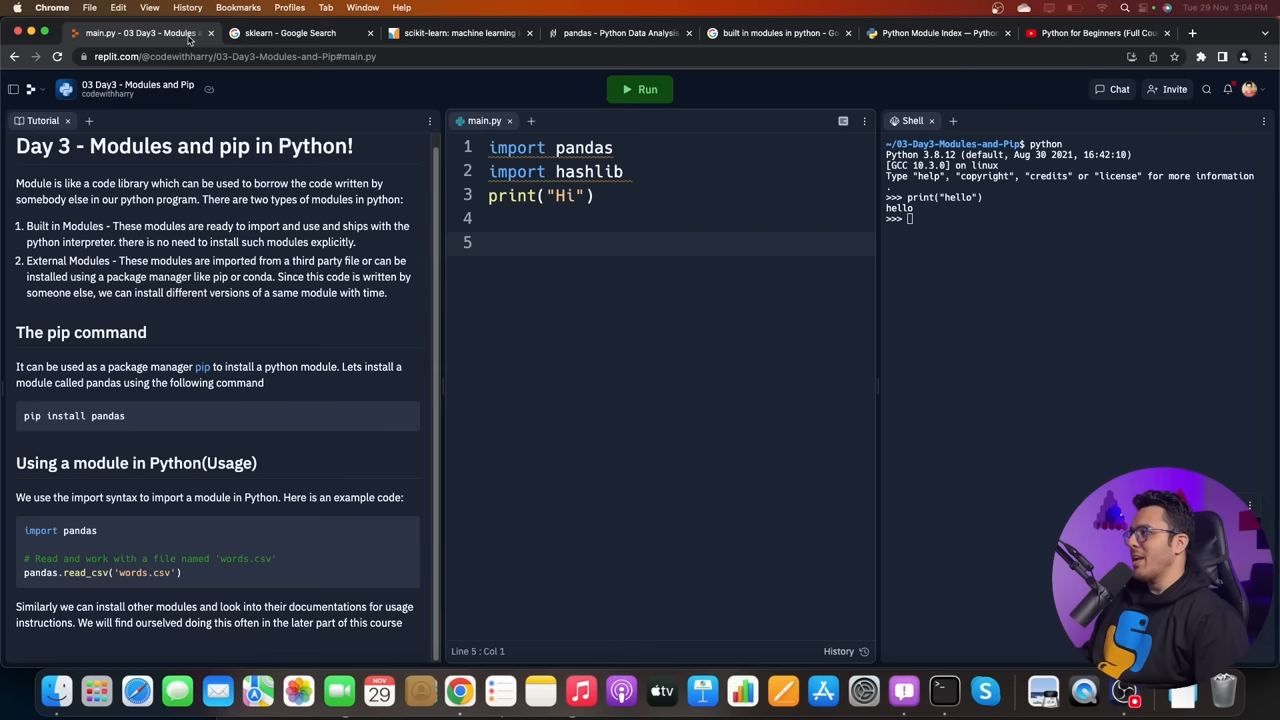 Chrome File Edit View History Bookmarks Profiles Tab Window Help
Tue 29 Nov 3:04 PM
main.py - 03 Day3 - Modules a
sklearn - Google Search
scikit-learn: machine learning i
pandas - Python Data Analysis
built in modules in python - Go
Python Module Index — Python
Python for Beginners (Full Cou
replit.com/@codewithharry/03-Day3-Modules-and-Pip#main.py
03 Day3 - Modules and Pip
codewithharry
Run
Chat
Invite
Tutorial
Day 3 - Modules and pip in Python!
Module is like a code library which can be used to borrow the code written by
somebody else in our python program. There are two types of modules in python:
1. Built in Modules - These modules are ready to import and use and ships with the
python interpreter. there is no need to install such modules explicitly.
2. External Modules - These modules are imported from a third party file or can be
installed using a package manager like pip or conda. Since this code is written by
someone else, we can install different versions of a same module with time.
The pip command
It can be used as a package manager pip to install a python module. Lets install a
module called pandas using the following command
pip install pandas
Using a module in Python(Usage)
We use the import syntax to import a module in Python. Here is an example code:
import pandas
# Read and work with a file named 'words.csv'
pandas.read_csv('words.csv')
Similarly we can install other modules and look into their documentations for usage
instructions. We will find ourselved doing this often in the later part of this course
main.py
1 import pandas
2 import hashlib
3 print("Hi")
4
5
Line 5 : Col 1
History
Shell
~/03-Day3-Modules-and-Pip$ python
Python 3.8.12 (default, Aug 30 2021, 16:42:10)
[GCC 10.3.0] on linux
Type "help", "copyright", "credits" or "license" for more information
.
>>> print("hello")
hello
>>>
NOV
29
tv